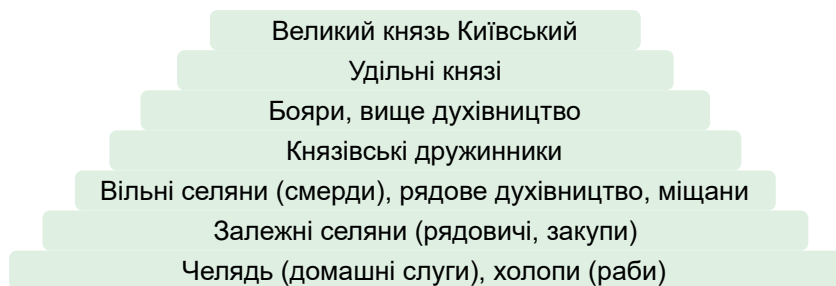 Великий князь Київський
Удільні князі
Бояри, вище духівництво
Князівські дружинники
Вільні селяни (смерди), рядове духівництво, міщани
Залежні селяни (рядовичі, закупи)
Челядь (домашні слуги), холопи (раби)